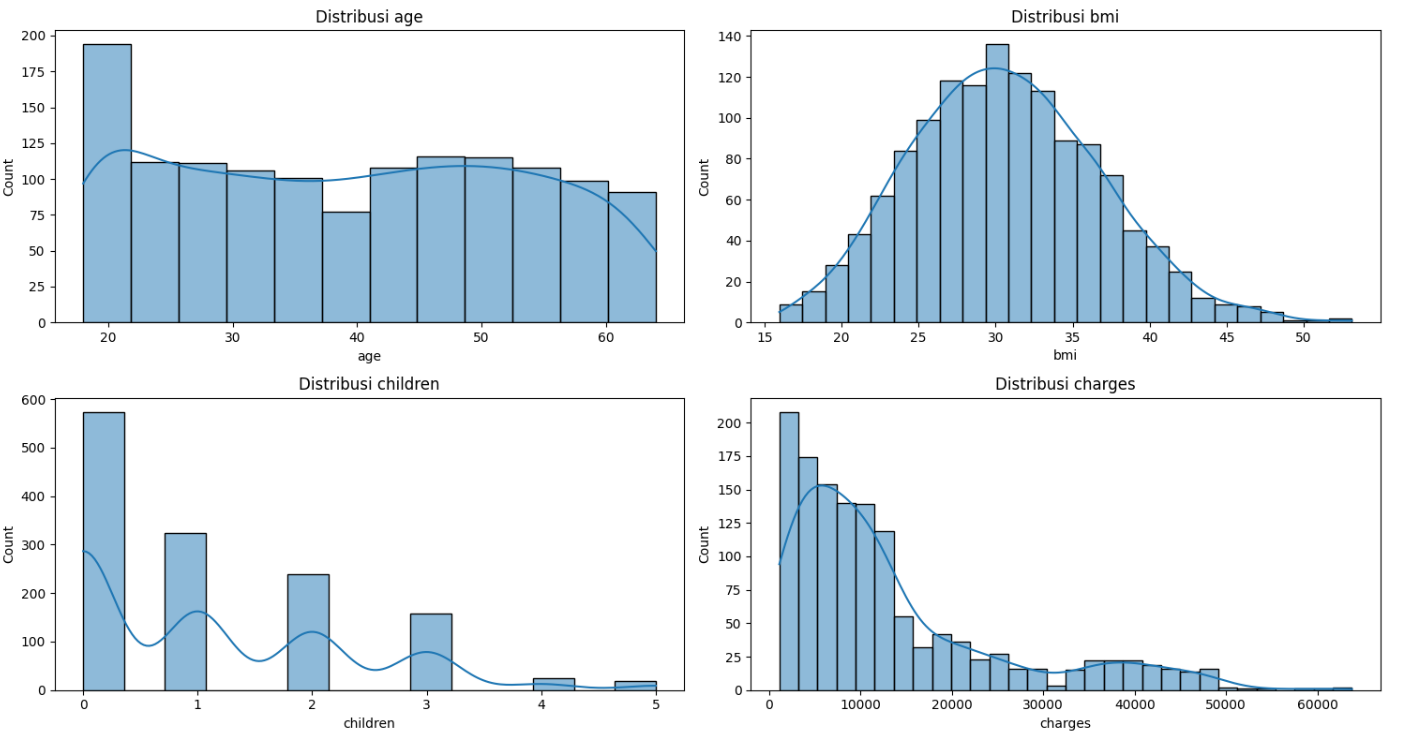 Distribusi age
200
175
150
125
100
75
50
25
0
Count
20 30 40 50 60
age
Distribusi bmi
140
120
100
80
60
40
20
0
Count
15 20 25 30 35 40 45 50
bmi
Distribusi children
600
500
400
300
200
100
0
Count
0 1 2 3 4 5
children
Distribusi charges
200
175
150
125
100
75
50
25
0
Count
0 10000 20000 30000 40000 50000 60000
charges